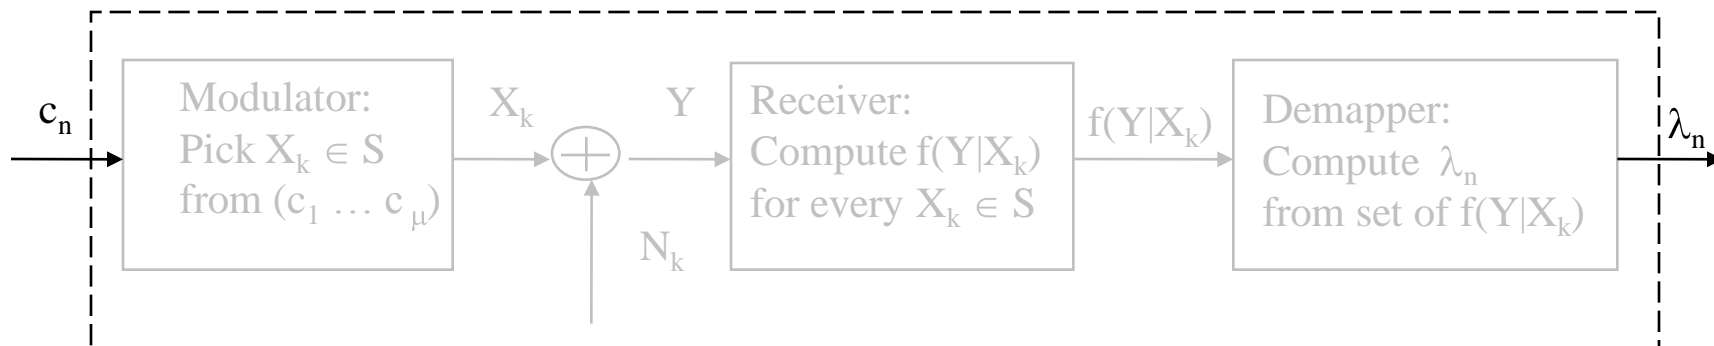 c_n
Modulator:
Pick X_k ∈ S
from (c_1 … c_μ)
X_k
N_k
Y
Receiver:
Compute f(Y|X_k)
for every X_k ∈ S
f(Y|X_k)
Demapper:
Compute λ_n
from set of f(Y|X_k)
λ_n